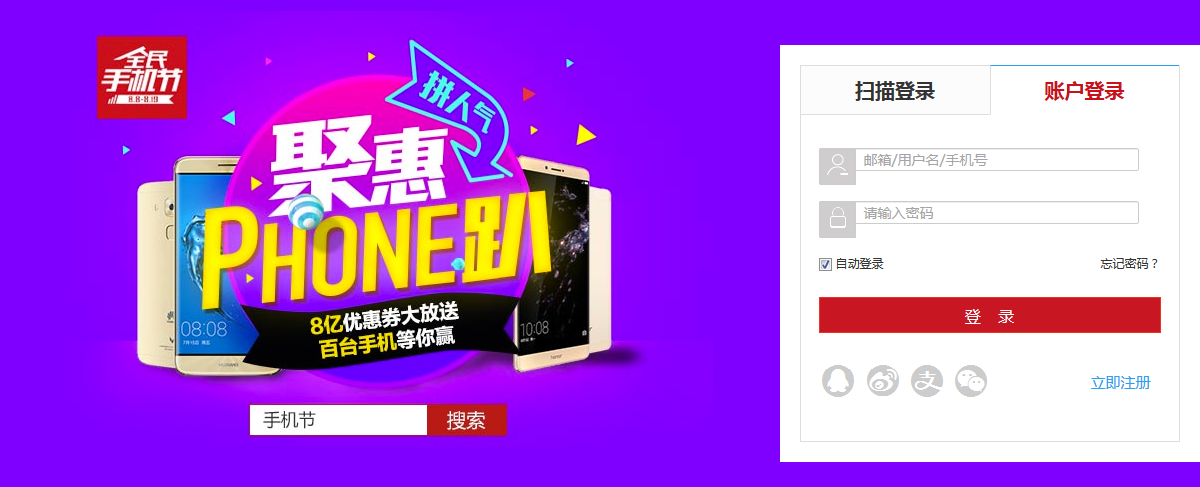 全民
手机节
8.8-8.19
拼人气
聚惠
PHONE趴
8亿优惠券大放送
百台手机等你赢
08:08
HUAWEI
10:08
honor
手机节
搜索
扫描登录
账户登录
邮箱/用户名/手机号
请输入密码
自动登录
忘记密码？
登 录
立即注册